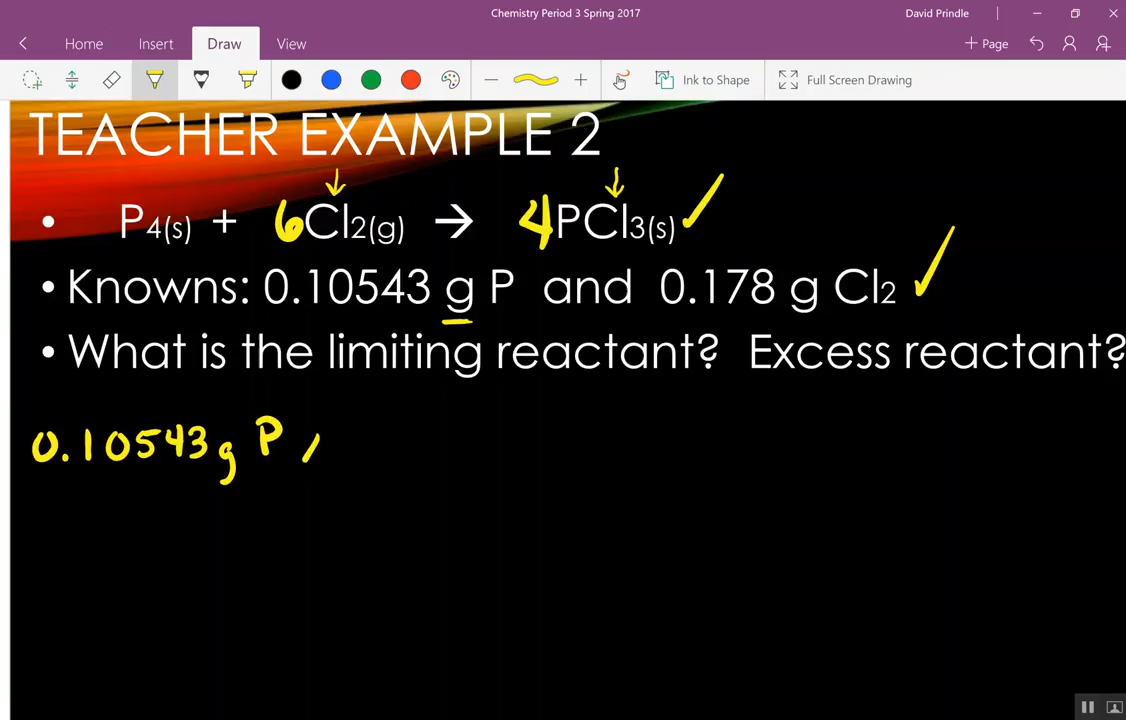 Chemistry Period 3 Spring 2017
David Prindle
Home Insert Draw View
+ Page
Ink to Shape Full Screen Drawing
TEACHER EXAMPLE 2
• P4(s) + 6Cl2(g) → 4PCl3(s) ✓
• Knowns: 0.10543 g P and 0.178 g Cl2 ✓
• What is the limiting reactant? Excess reactant?
0.10543g P